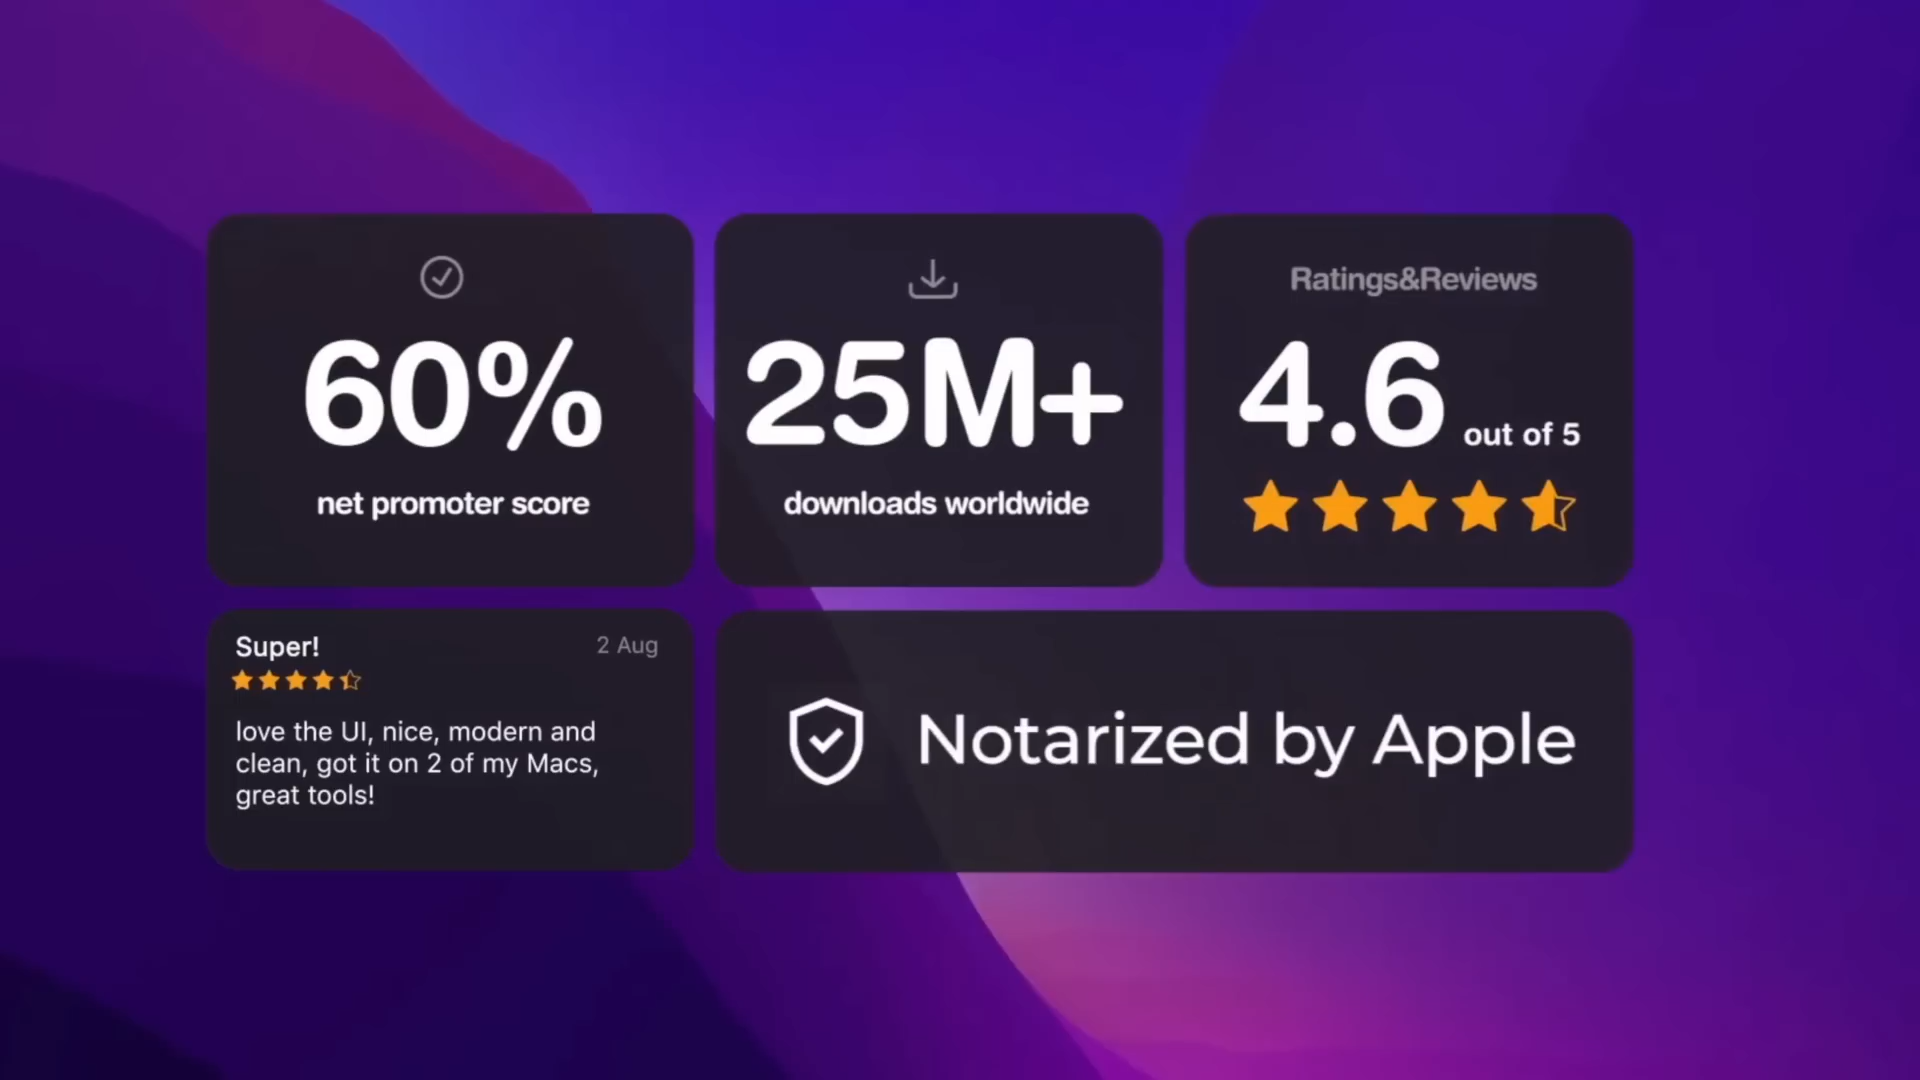 60%
net promoter score
25M+
downloads worldwide
Ratings&Reviews
4.6 out of 5
Super!
2 Aug
love the UI, nice, modern and
clean, got it on 2 of my Macs,
great tools!
Notarized by Apple